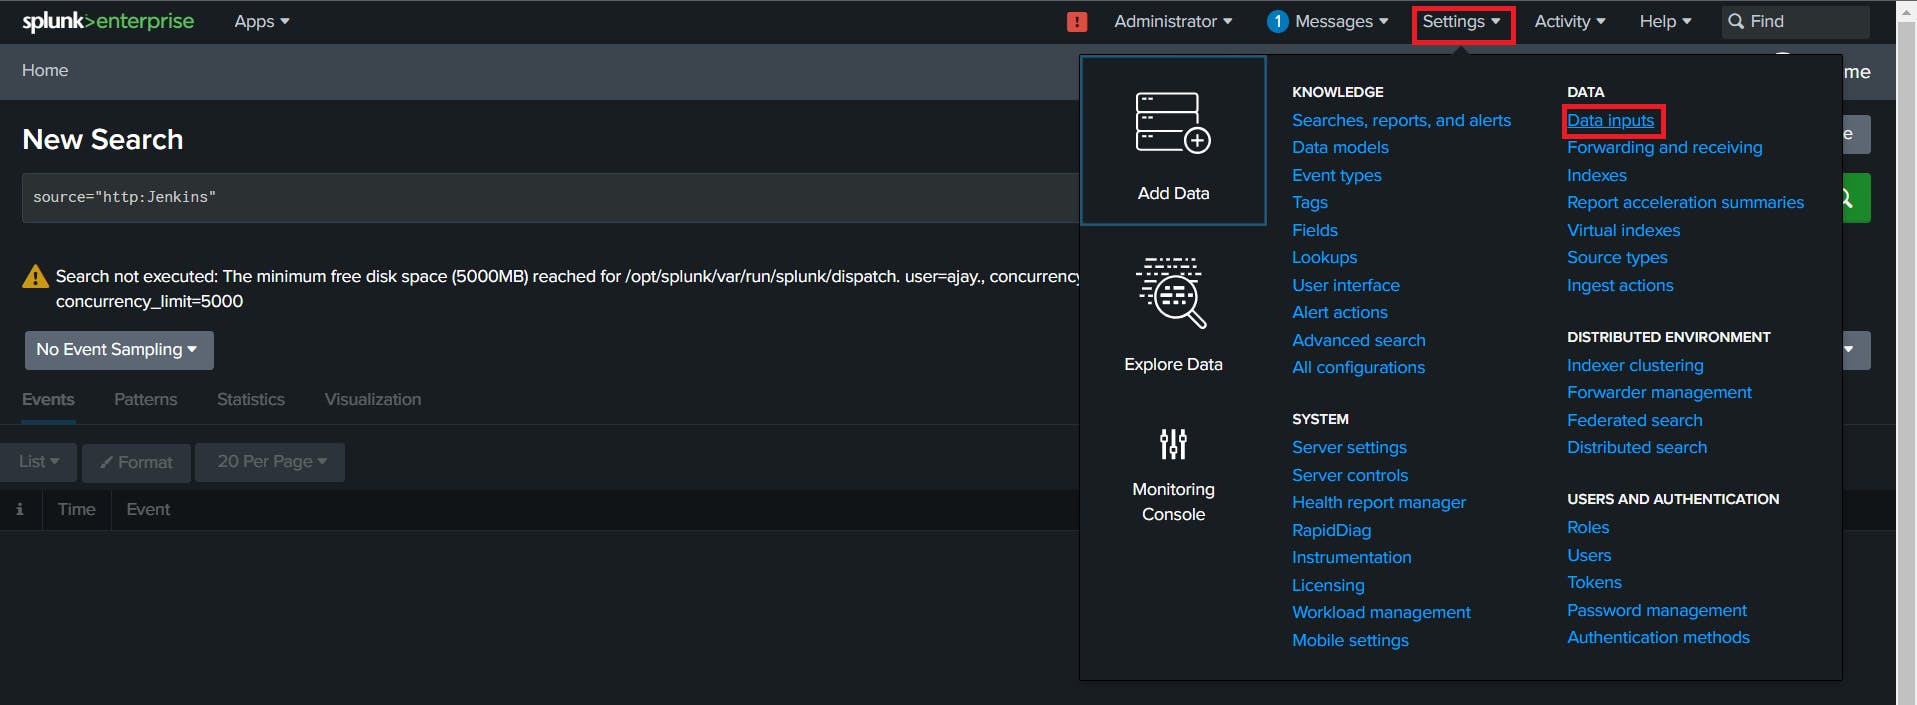 splunk>enterprise Apps ! Administrator 1 Messages Settings Activity Help Find
Home
me
New Search
e
source="http:Jenkins"
Search not executed: The minimum free disk space (5000MB) reached for /opt/splunk/var/run/splunk/dispatch. user=ajay., concurrency
concurrency_limit=5000
No Event Sampling
Events Patterns Statistics Visualization
List Format 20 Per Page
i Time Event
Add Data
Explore Data
Monitoring
Console
KNOWLEDGE
Searches, reports, and alerts
Data models
Event types
Tags
Fields
Lookups
User interface
Alert actions
Advanced search
All configurations
SYSTEM
Server settings
Server controls
Health report manager
RapidDiag
Instrumentation
Licensing
Workload management
Mobile settings
DATA
Data inputs
Forwarding and receiving
Indexes
Report acceleration summaries
Virtual indexes
Source types
Ingest actions
DISTRIBUTED ENVIRONMENT
Indexer clustering
Forwarder management
Federated search
Distributed search
USERS AND AUTHENTICATION
Roles
Users
Tokens
Password management
Authentication methods